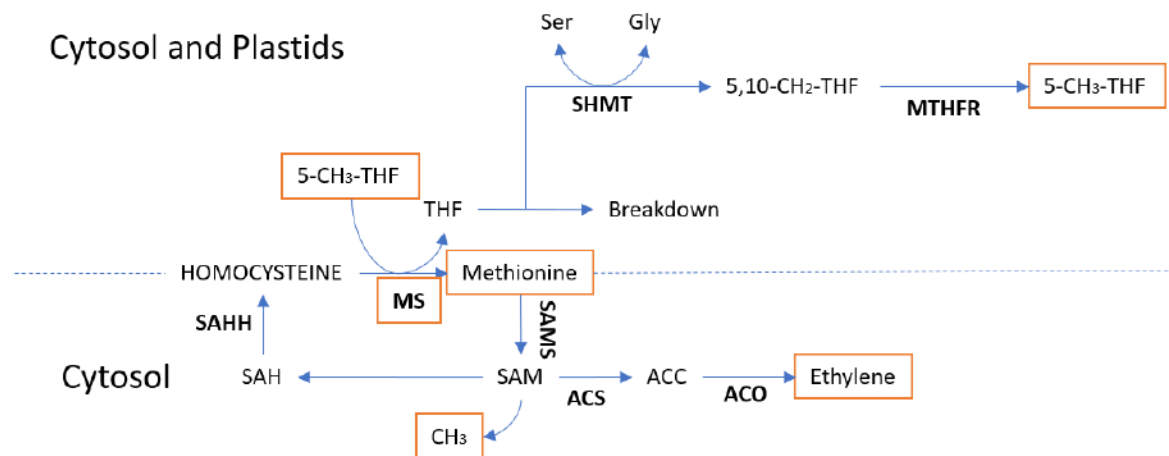 Ser Gly
Cytosol and Plastids
SHMT
5,10-CH₂-THF
MTHFR
5-CH₃-THF
5-CH₃-THF
THF
Breakdown
HOMOCYSTEINE
MS
Methionine
SAHH
SAMS
Cytosol
SAH
SAM
ACS
ACC
ACO
Ethylene
CH₃